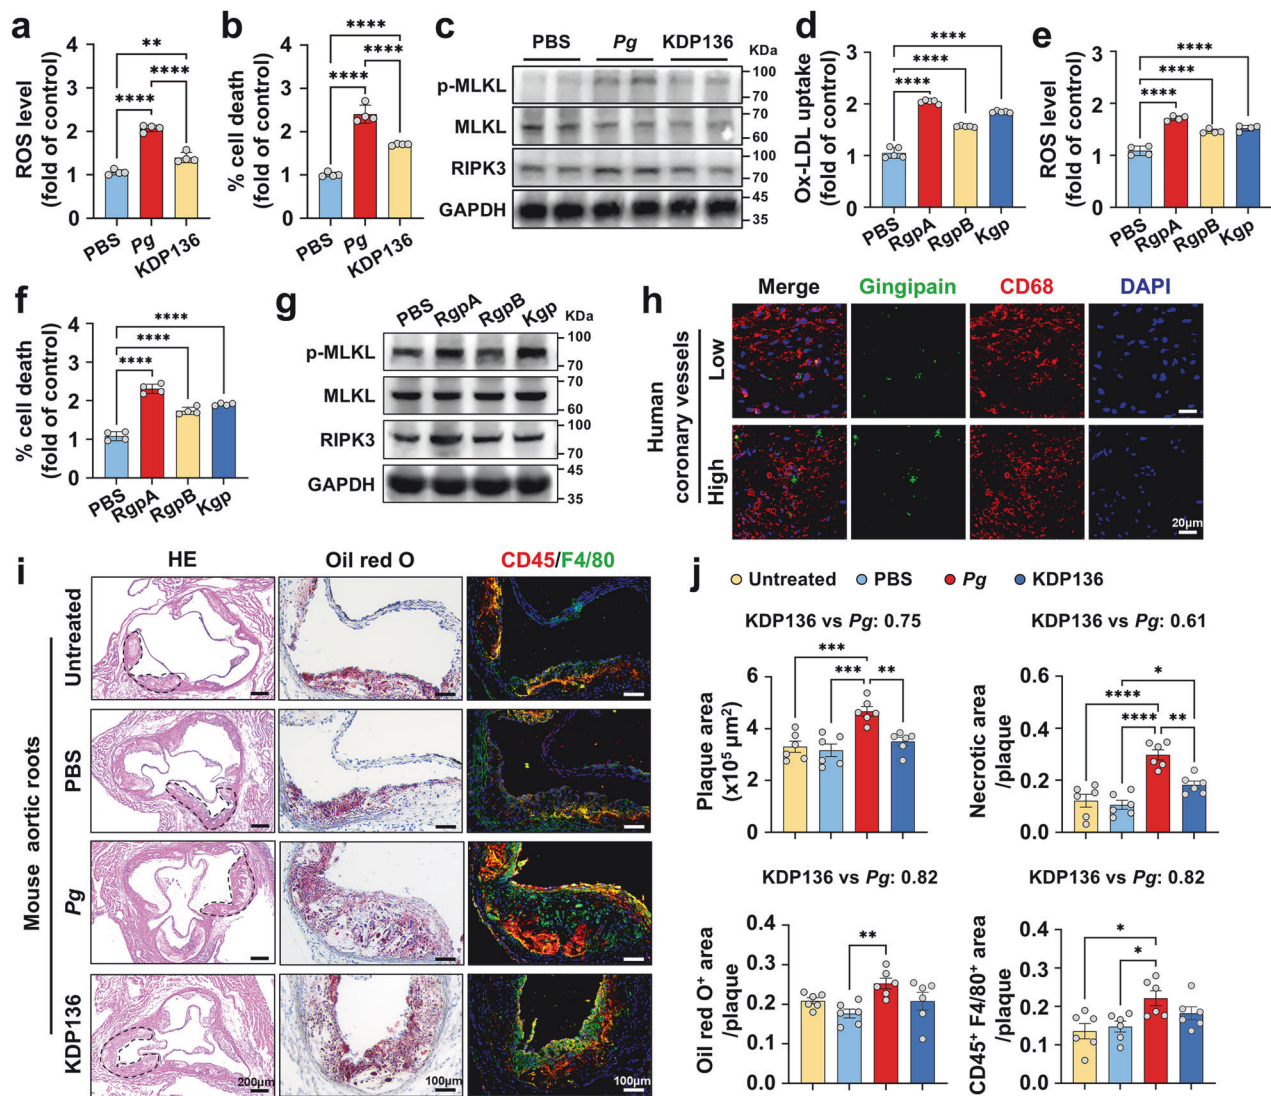 a
ROS level
(fold of control)
4
3
2
1
0
**
****
****
PBS
Pg
KDP136
b
% cell death
(fold of control)
4
3
2
1
0
****
****
****
PBS
Pg
KDP136
c
PBS Pg KDP136 KDa
p-MLKL
100
70
MLKL
70
60
RIPK3
100
70
GAPDH
45
35
d
Ox-LDL uptake
(fold of control)
3
2
1
0
****
****
****
PBS
RgpA
RgpB
Kgp
e
ROS level
(fold of control)
3
2
1
0
****
****
****
PBS
RgpA
RgpB
Kgp
f
% cell death
(fold of control)
4
3
2
1
0
****
****
****
PBS
RgpA
RgpB
Kgp
g
PBS RgpA RgpB Kgp KDa
p-MLKL
100
70
MLKL
70
60
RIPK3
100
70
GAPDH
45
35
h
Merge Gingipain CD68 DAPI
Human
coronary vessels
Low
High
20μm
i
HE Oil red O CD45/F4/80
Mouse aortic roots
Untreated
PBS
Pg
KDP136
200μm
100μm
100μm
j
Untreated PBS Pg KDP136
KDP136 vs Pg: 0.75
Plaque area
(x10⁵ μm²)
6
4
2
0
***
***
**
KDP136 vs Pg: 0.61
Necrotic area
/plaque
0.6
0.4
0.2
0.0
*
****
****
**
KDP136 vs Pg: 0.82
Oil red O⁺ area
/plaque
0.4
0.3
0.2
0.1
0.0
**
KDP136 vs Pg: 0.82
CD45⁺ F4/80⁺ area
/plaque
0.4
0.3
0.2
0.1
0.0
*
*